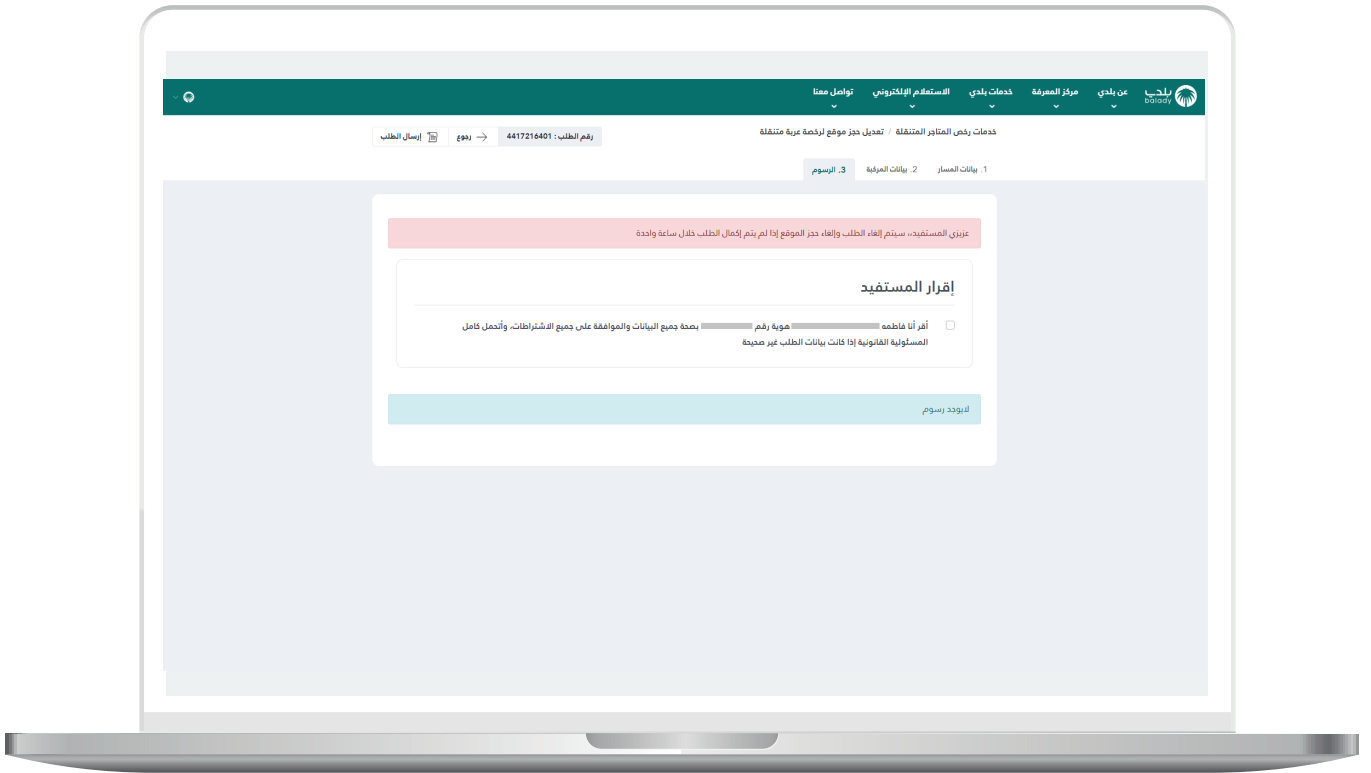 بلدي
balady
عن بلدي
مركز المعرفة
خدمات بلدي
الاستعلام الإلكتروني
تواصل معنا
خدمات رخص المتاجر المتنقلة / تعديل حجز موقع لرخصة عربة متنقلة
رقم الطلب : 4417216401
رجوع
إرسال الطلب
1. بيانات المسار
2. بيانات المركبة
3. الرسوم
عزيزي المستفيد،، سيتم إلغاء الطلب وإلغاء حجز الموقع إذا لم يتم إكمال الطلب خلال ساعة واحدة
إقرار المستفيد
أقر أنا فاطمه هوية رقم بصحة جميع البيانات والموافقة على جميع الاشتراطات، وأتحمل كامل
المسئولية القانونية إذا كانت بيانات الطلب غير صحيحة
لايوجد رسوم